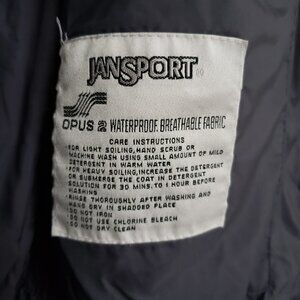 JANSPORT®
OPUS 2 WATERPROOF, BREATHABLE FABRIC
CARE INSTRUCTIONS
•FOR LIGHT SOILING, HAND SCRUB OR
MACHINE WASH USING SMALL AMOUNT OF MILD
DETERGENT IN WARM WATER
•FOR HEAVY SOILING, INCREASE THE DETERGENT
OR SUBMERGE THE COAT IN DETERGENT
SOLUTION FOR 30 MINS. TO 1 HOUR BEFORE
WASHING
•RINSE THOROUGHLY AFTER WASHING AND
HANG DRY IN SHADED PLACE
•DO NOT IRON
•DO NOT USE CHLORINE BLEACH
•DO NOT DRY CLEAN